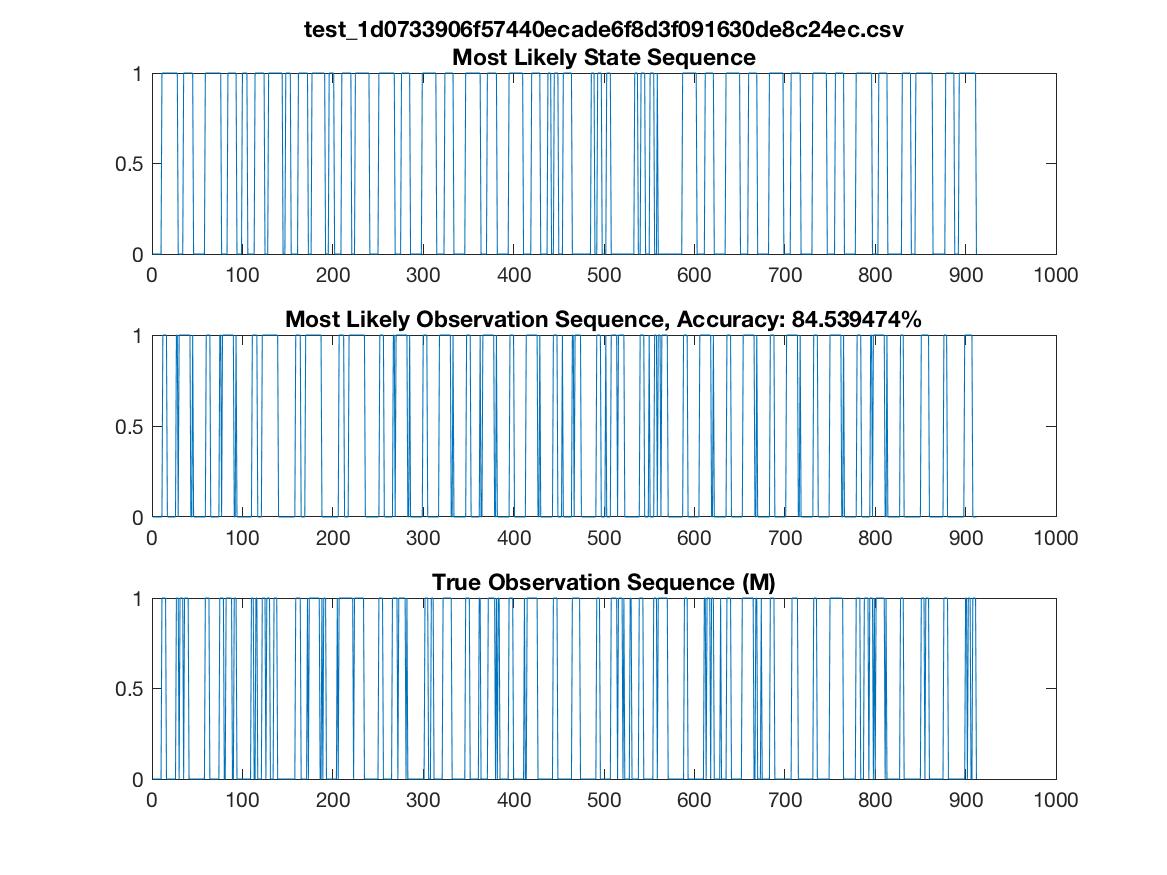 test_1d0733906f57440ecade6f8d3f091630de8c24ec.csv
Most Likely State Sequence
1
0.5
0
0 100 200 300 400 500 600 700 800 900 1000
Most Likely Observation Sequence, Accuracy: 84.539474%
1
0.5
0
0 100 200 300 400 500 600 700 800 900 1000
True Observation Sequence (M)
1
0.5
0
0 100 200 300 400 500 600 700 800 900 1000